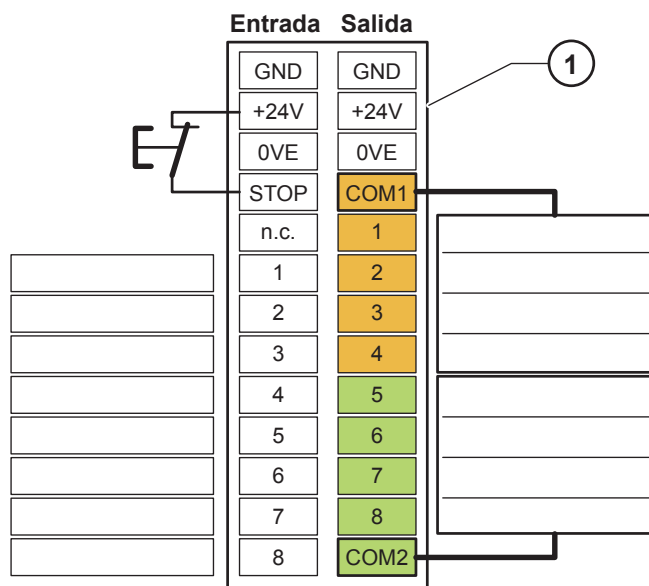 Entrada Salida
1
GND GND
+24V +24V
0VE 0VE
STOP COM1
n.c. 1
1 2
2 3
3 4
4 5
5 6
6 7
7 8
8 COM2